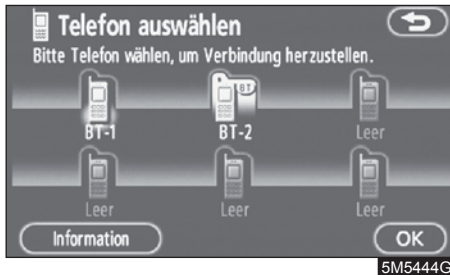 Telefon auswählen
Bitte Telefon wählen, um Verbindung herzustellen.
BT
BT-1 BT-2 Leer
Leer Leer Leer
Information OK
5M5444G